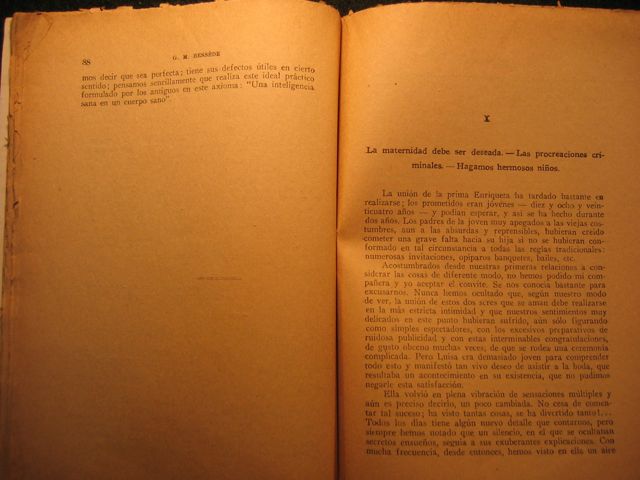 88
G. M. BESSÈDE
mos decir que sea perfecta; tiene sus defectos útiles en cierto
sentido; pensamos sencillamente que realiza este ideal práctico
formulado por los antiguos en este axioma: "Una inteligencia
sana en un cuerpo sano"
X
La maternidad debe ser deseada. — Las procreaciones cri-
minales. — Hagamos hermosos niños.
La unión de la prima Enriqueta ha tardado bastante en
realizarse; los prometidos eran jóvenes — diez y ocho y vein-
ticuatro años — y podían esperar, y así se ha hecho durante
dos años. Los padres de la joven muy apegados a las viejas cos-
tumbres, aun a las absurdas y reprensibles, hubieran creído
cometer una grave falta hacia su hija si no se hubieran con-
formado en tal circunstancia a todas las reglas tradicionales:
numerosas invitaciones, opíparos banquetes, bailes, etc.
Acostumbrados desde nuestras primeras relaciones a con-
siderar las cosas de diferente modo, no hemos podido mi com-
pañera y yo aceptar el convite. Se nos conocía bastante para
excusarnos. Nunca hemos ocultado que, según nuestro modo
de ver, la unión de estos dos seres que se aman debe realizarse
en la más estricta intimidad y que nuestros sentimientos muy
delicados en este punto hubieran sufrido, aún sólo figurando
como simples espectadores, con los excesivos preparativos de
ruidosa publicidad y con estas interminables congratulaciones,
de gusto obceno muchas veces, de que se rodea una ceremonia
complicada. Pero Luisa era demasiado joven para comprender
todo esto y manifestó tan vivo deseo de asistir a la boda, que
resultaba un acontecimiento en su existencia, que no pudimos
negarle esta satisfacción.
Ella volvió en plena vibración de sensaciones múltiples y
aún es preciso decirlo, un poco cambiada. No cesa de comen-
tar tal suceso; ha visto tantas cosas, se ha divertido tanto!...
Todos los días tiene algún nuevo detalle que contarnos, pero
siempre hemos notado que un silencio, en el que se ocultaban
secretos ensueños, seguía a sus exuberantes explicaciones. Con
mucha frecuencia, desde entonces, hemos visto en ella un aire